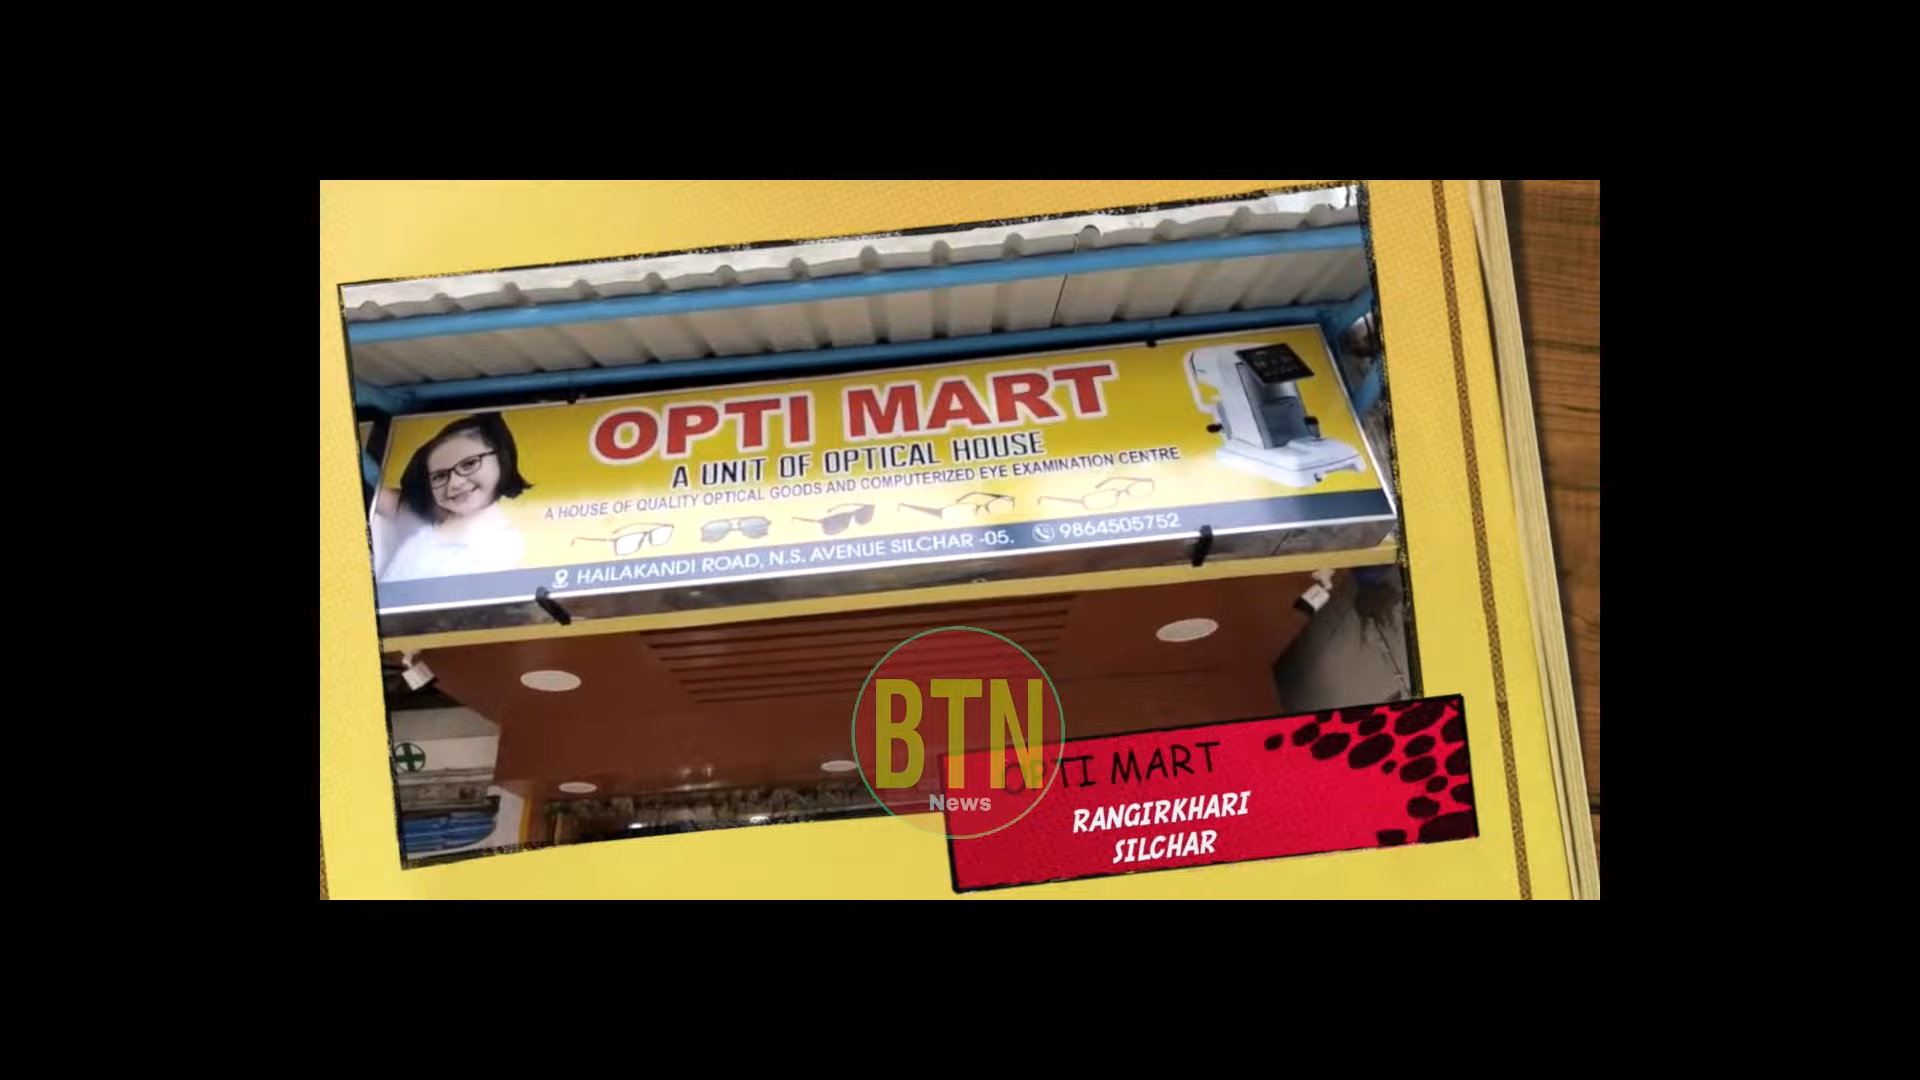 OPTI MART
A UNIT OF OPTICAL HOUSE
A HOUSE OF QUALITY OPTICAL GOODS AND COMPUTERIZED EYE EXAMINATION CENTRE
HAILAKANDI ROAD, N.S. AVENUE SILCHAR -05. 9864505752
BTN
News
OPTI MART
RANGIRKHARI
SILCHAR